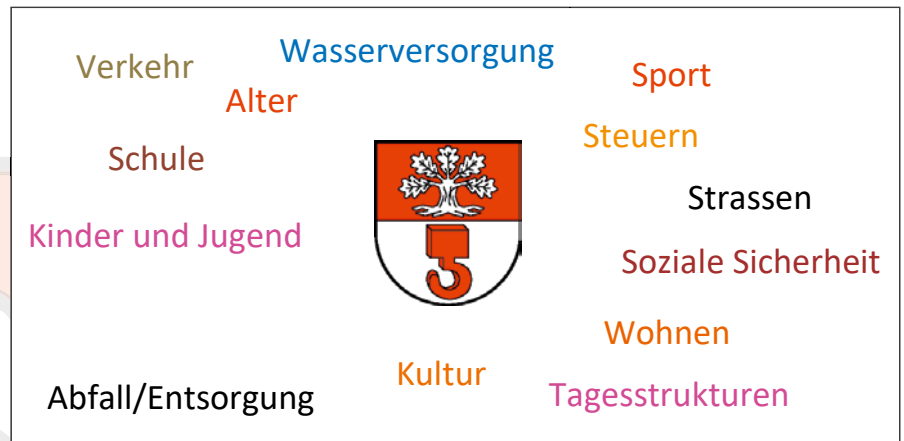 Verkehr
Wasserversorgung
Sport
Alter
Steuern
Schule
Strassen
Kinder und Jugend
Soziale Sicherheit
Wohnen
Kultur
Abfall/Entsorgung
Tagesstrukturen